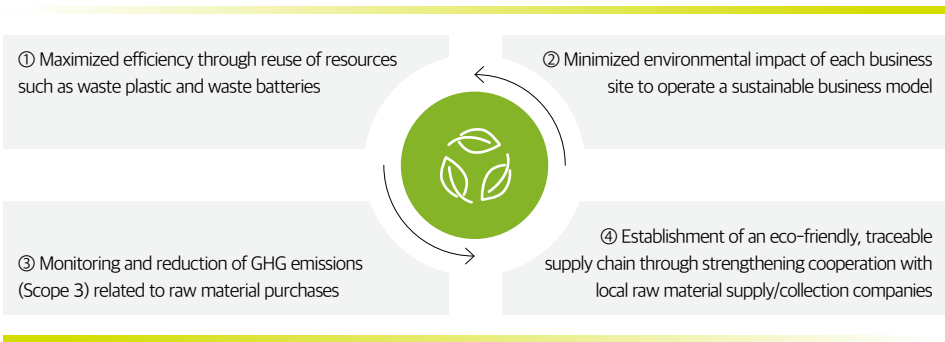 ① Maximized efficiency through reuse of resources
such as waste plastic and waste batteries
② Minimized environmental impact of each business
site to operate a sustainable business model
③ Monitoring and reduction of GHG emissions
(Scope 3) related to raw material purchases
④ Establishment of an eco-friendly, traceable
supply chain through strengthening cooperation with
local raw material supply/collection companies